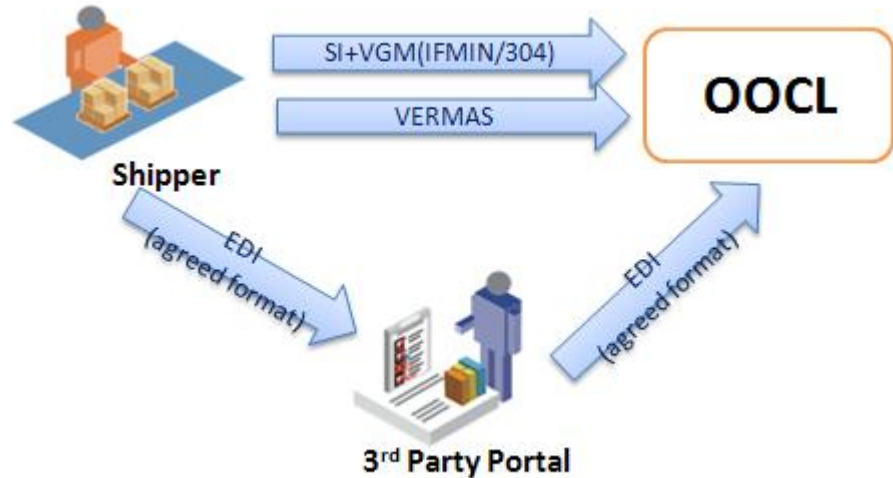 SI+VGM(IFMIN/304)
OOCL
VERMAS
Shipper
EDI
(agreed format)
EDI
(agreed format)
3rd Party Portal